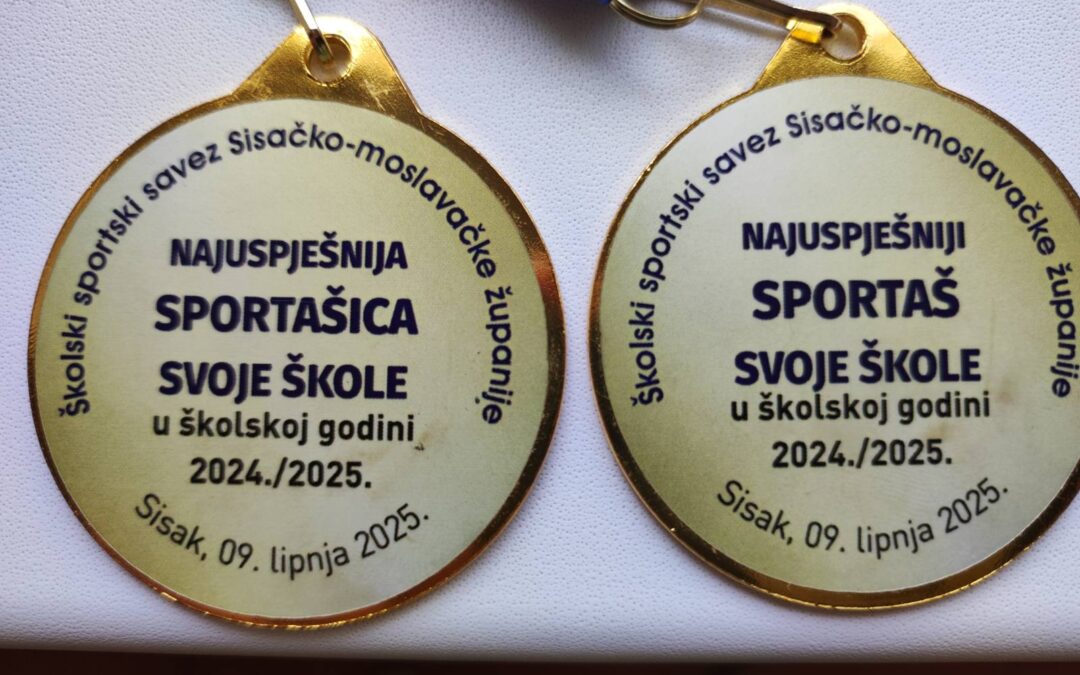 Školski sportski savez Sisačko-moslavačke županije
NAJUSPJEŠNIJA
SPORTAŠICA
SVOJE ŠKOLE
u školskoj godini
2024./2025.
Sisak, 09. lipnja 2025.
Školski sportski savez Sisačko-moslavačke županije
NAJUSPJEŠNIJI
SPORTAŠ
SVOJE ŠKOLE
u školskoj godini
2024./2025.
Sisak, 09. lipnja 2025.